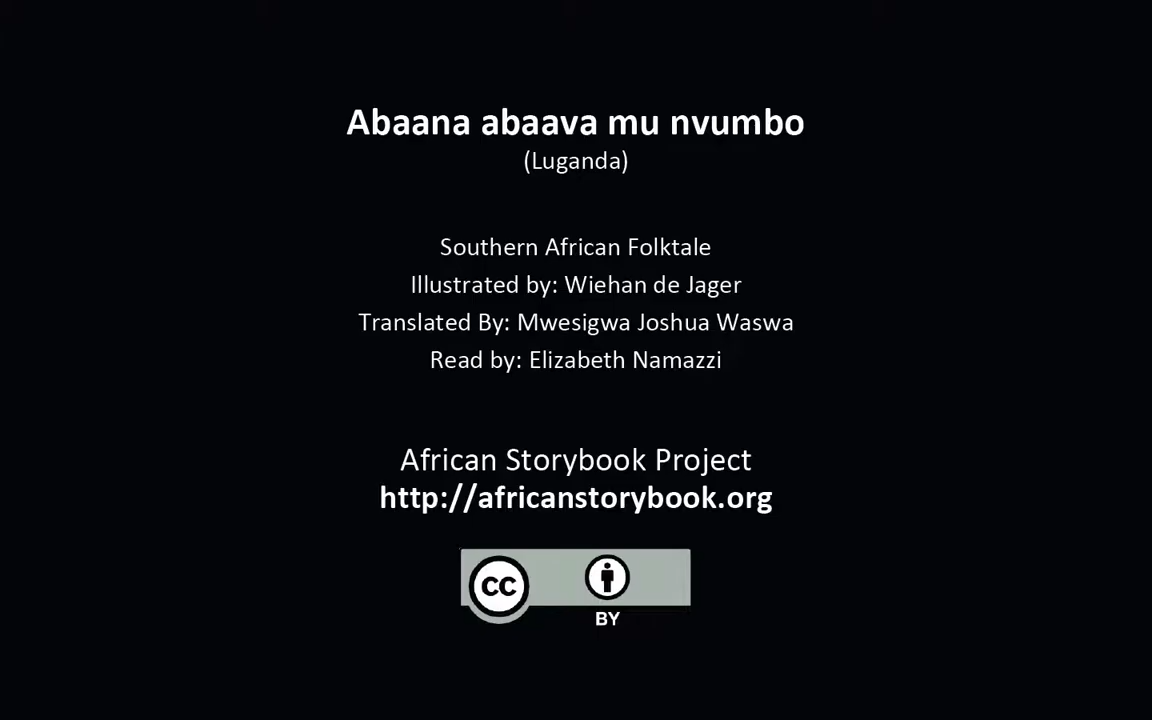 Abaana abaava mu nvumbo
(Luganda)
Southern African Folktale
Illustrated by: Wiehan de Jager
Translated By: Mwesigwa Joshua Waswa
Read by: Elizabeth Namazzi
African Storybook Project
http://africanstorybook.org
CC
BY